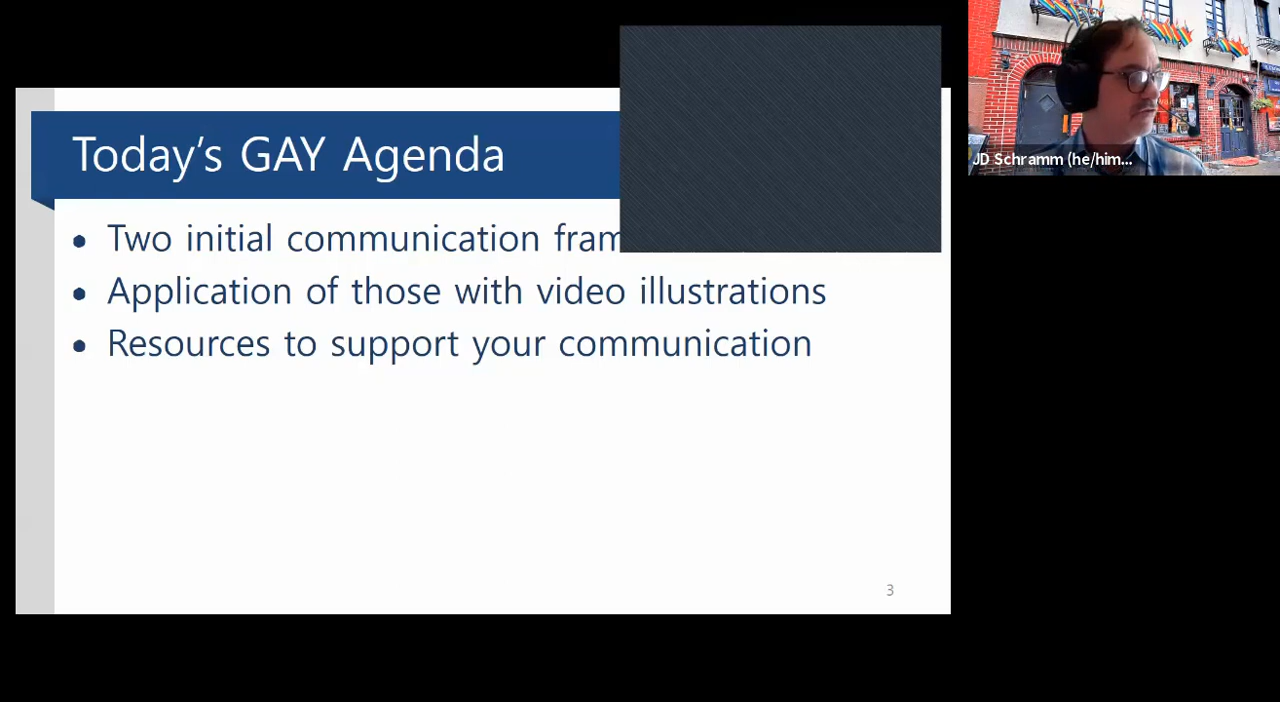 Today's GAY Agenda
• Two initial communication fram
• Application of those with video illustrations
• Resources to support your communication
3
JD Schramm (he/him...